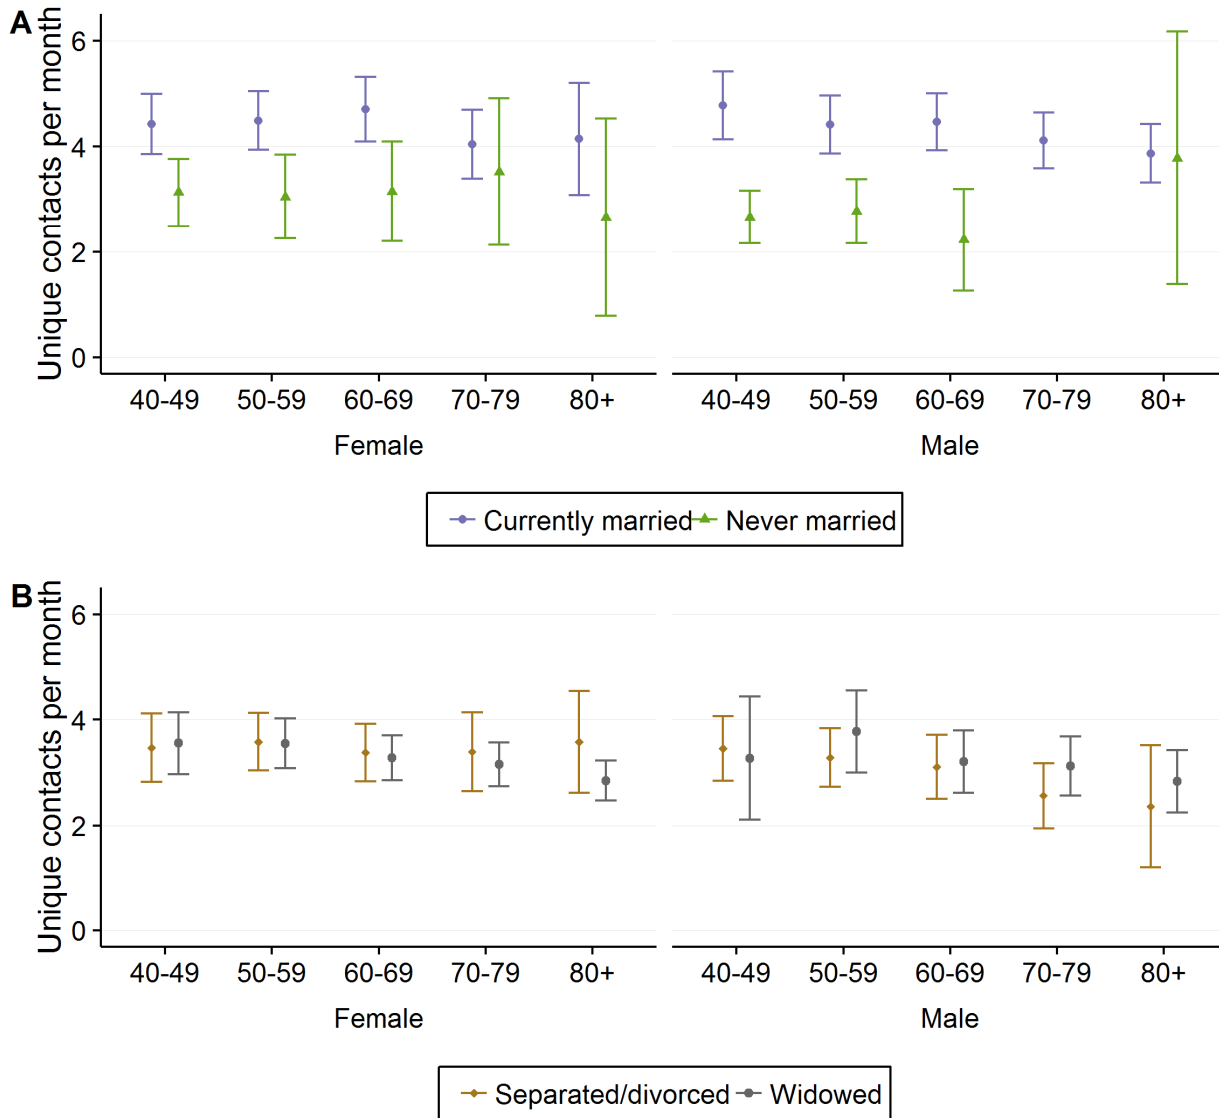 A
Unique contacts per month
6
4
2
0
40-49 50-59 60-69 70-79 80+ 40-49 50-59 60-69 70-79 80+
Female Male
Currently married Never married
B
Unique contacts per month
6
4
2
0
40-49 50-59 60-69 70-79 80+ 40-49 50-59 60-69 70-79 80+
Female Male
Separated/divorced Widowed